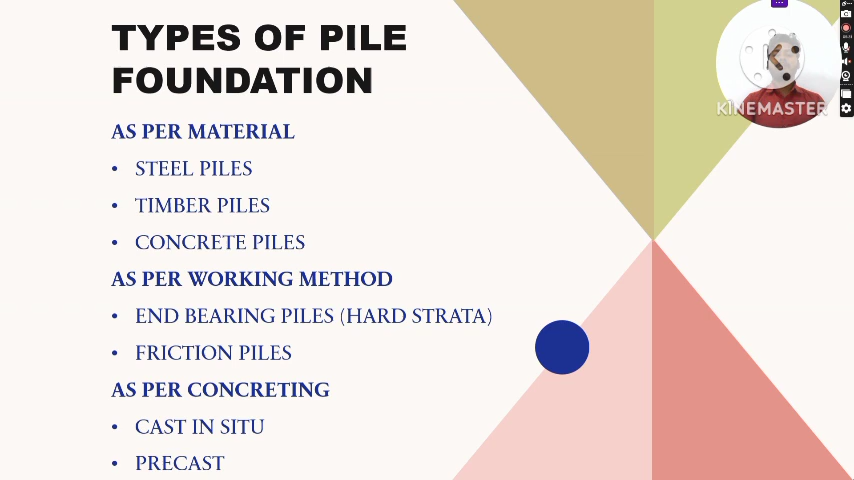 TYPES OF PILE
FOUNDATION
AS PER MATERIAL
• STEEL PILES
• TIMBER PILES
• CONCRETE PILES
AS PER WORKING METHOD
• END BEARING PILES (HARD STRATA)
• FRICTION PILES
AS PER CONCRETING
• CAST IN SITU
• PRECAST
K
KINEMASTER